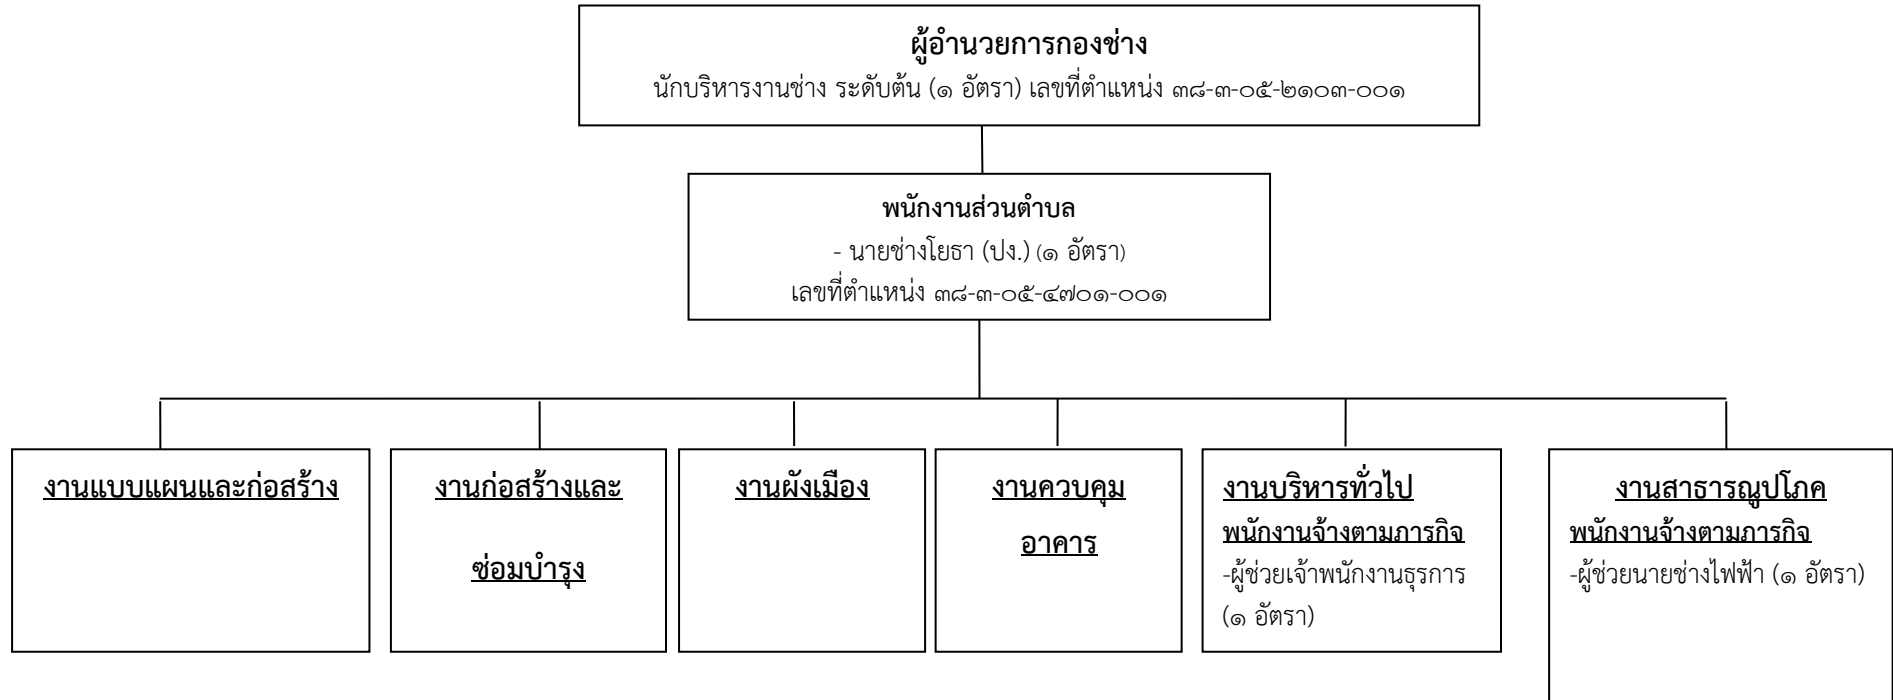 ผู้อำนวยการกองช่าง
นักบริหารงานช่าง ระดับต้น (๑ อัตรา) เลขที่ตำแหน่ง ๓๘-๓-๐๕-๒๑๐๓-๐๐๑
พนักงานส่วนตำบล
- นายช่างโยธา (ปง.) (๑ อัตรา)
เลขที่ตำแหน่ง ๓๘-๓-๐๕-๔๗๐๑-๐๐๑
งานแบบแผนและก่อสร้าง
งานก่อสร้างและ
ซ่อมบำรุง
งานผังเมือง
งานควบคุม
อาคาร
งานบริหารทั่วไป
พนักงานจ้างตามภารกิจ
-ผู้ช่วยเจ้าพนักงานธุรการ
(๑ อัตรา)
งานสาธารณูปโภค
พนักงานจ้างตามภารกิจ
-ผู้ช่วยนายช่างไฟฟ้า (๑ อัตรา)